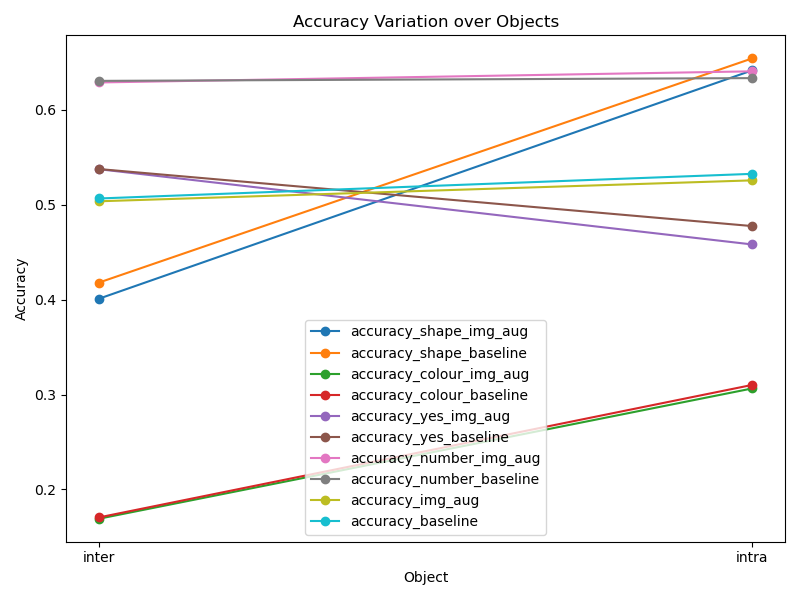 Accuracy Variation over Objects
0.6
0.5
0.4
0.3
0.2
Accuracy
accuracy_shape_img_aug
accuracy_shape_baseline
accuracy_colour_img_aug
accuracy_colour_baseline
accuracy_yes_img_aug
accuracy_yes_baseline
accuracy_number_img_aug
accuracy_number_baseline
accuracy_img_aug
accuracy_baseline
inter
intra
Object